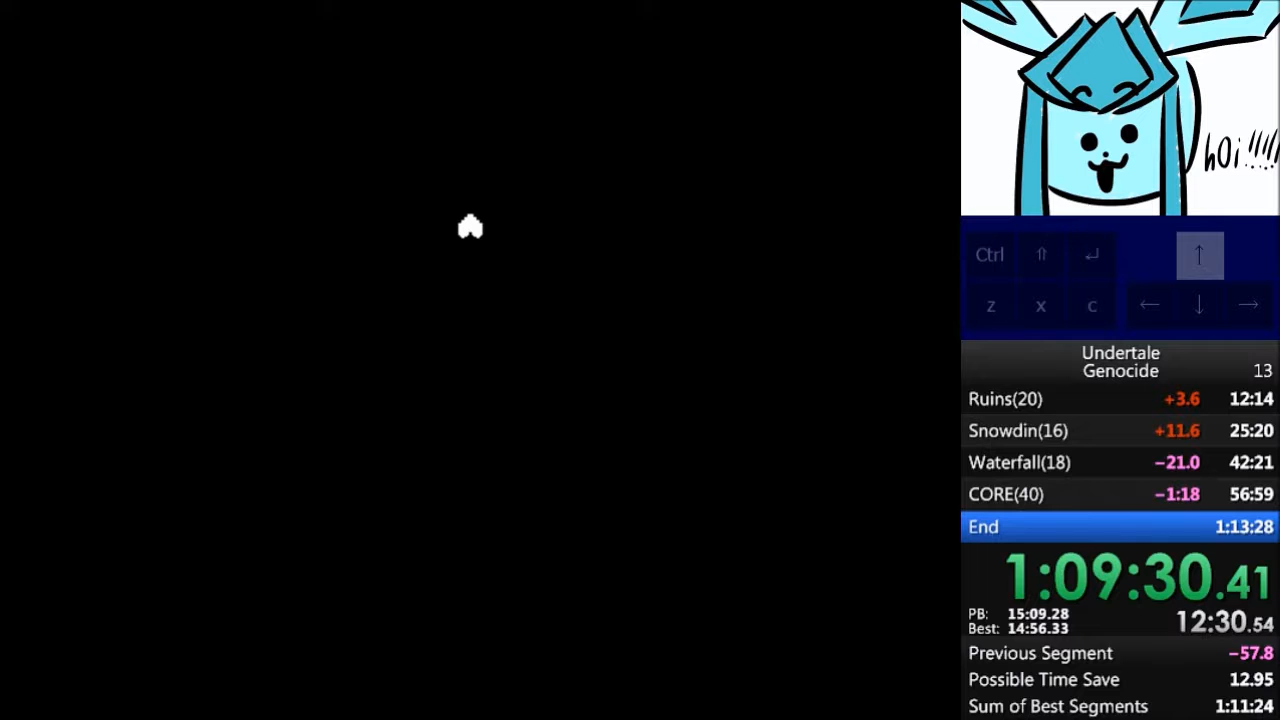 hOi!!!!!
Ctrl ⇧ ↵ ↑
z x c ← ↓ →
Undertale
Genocide 13
Ruins(20) +3.6 12:14
Snowdin(16) +11.6 25:20
Waterfall(18) −21.0 42:21
CORE(40) −1:18 56:59
End 1:13:28
1:09:30.41
PB: 15:09.28
Best: 14:56.33
12:30.54
Previous Segment −57.8
Possible Time Save 12.95
Sum of Best Segments 1:11:24